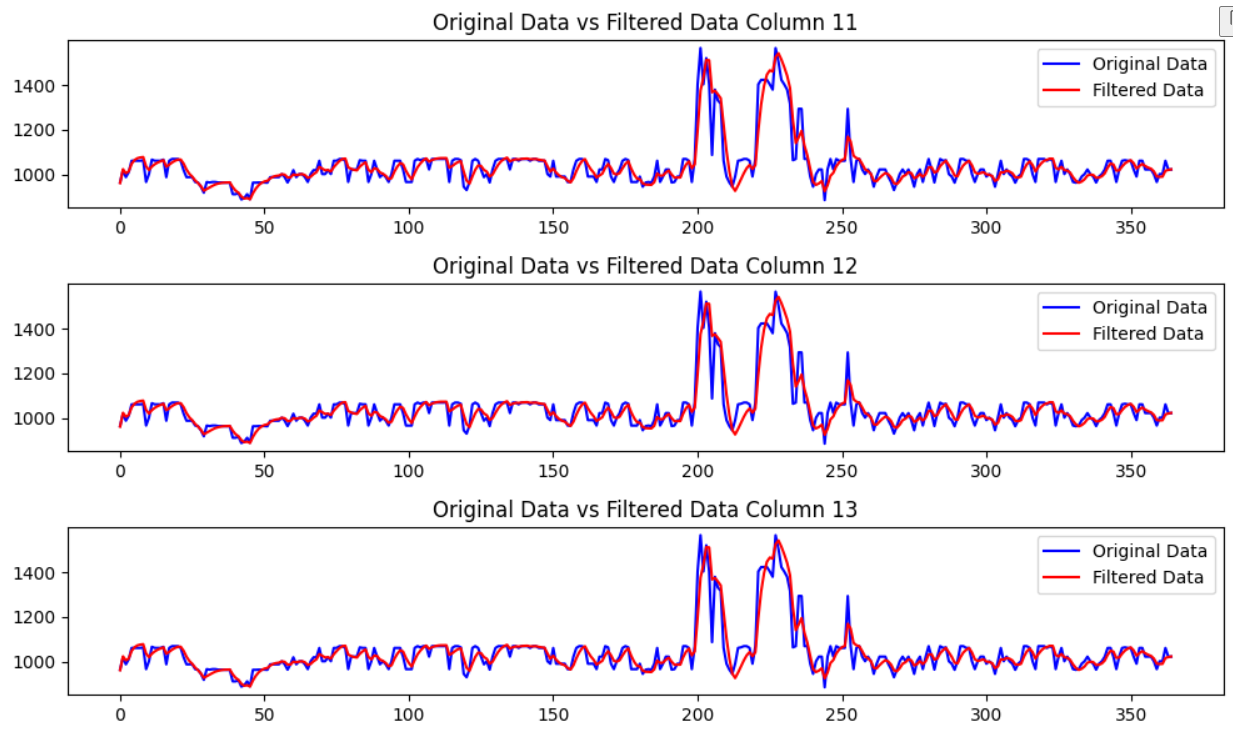 Original Data vs Filtered Data Column 11
Original Data
Filtered Data
1400
1200
1000
0 50 100 150 200 250 300 350
Original Data vs Filtered Data Column 12
Original Data
Filtered Data
1400
1200
1000
0 50 100 150 200 250 300 350
Original Data vs Filtered Data Column 13
Original Data
Filtered Data
1400
1200
1000
0 50 100 150 200 250 300 350